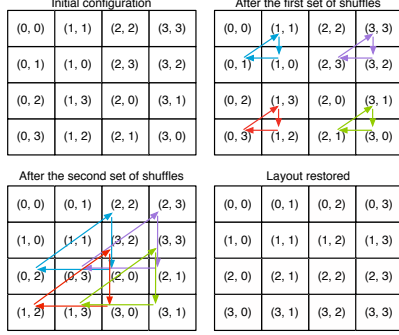 Initial configuration
(0, 0) (1, 1) (2, 2) (3, 3)
(0, 1) (1, 0) (2, 3) (3, 2)
(0, 2) (1, 3) (2, 0) (3, 1)
(0, 3) (1, 2) (2, 1) (3, 0)
After the first set of shuffles
(0, 0) (1, 1) (2, 2) (3, 3)
(0, 1) (1, 0) (2, 3) (3, 2)
(0, 2) (1, 3) (2, 0) (3, 1)
(0, 3) (1, 2) (2, 1) (3, 0)
After the second set of shuffles
(0, 0) (0, 1) (2, 2) (2, 3)
(1, 0) (1, 1) (3, 2) (3, 3)
(0, 2) (0, 3) (2, 0) (2, 1)
(1, 2) (1, 3) (3, 0) (3, 1)
Layout restored
(0, 0) (0, 1) (0, 2) (0, 3)
(1, 0) (1, 1) (1, 2) (1, 3)
(2, 0) (2, 1) (2, 2) (2, 3)
(3, 0) (3, 1) (3, 2) (3, 3)